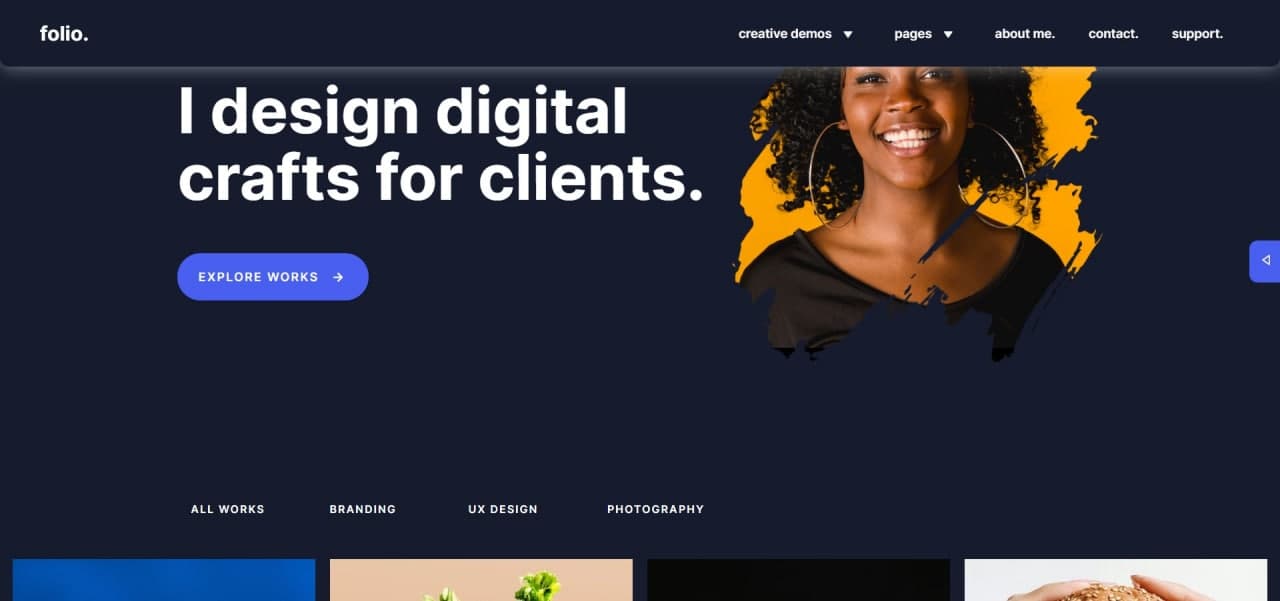 folio.
creative demos
pages
about me.
contact.
support.
I design digital
crafts for clients.
EXPLORE WORKS
ALL WORKS
BRANDING
UX DESIGN
PHOTOGRAPHY